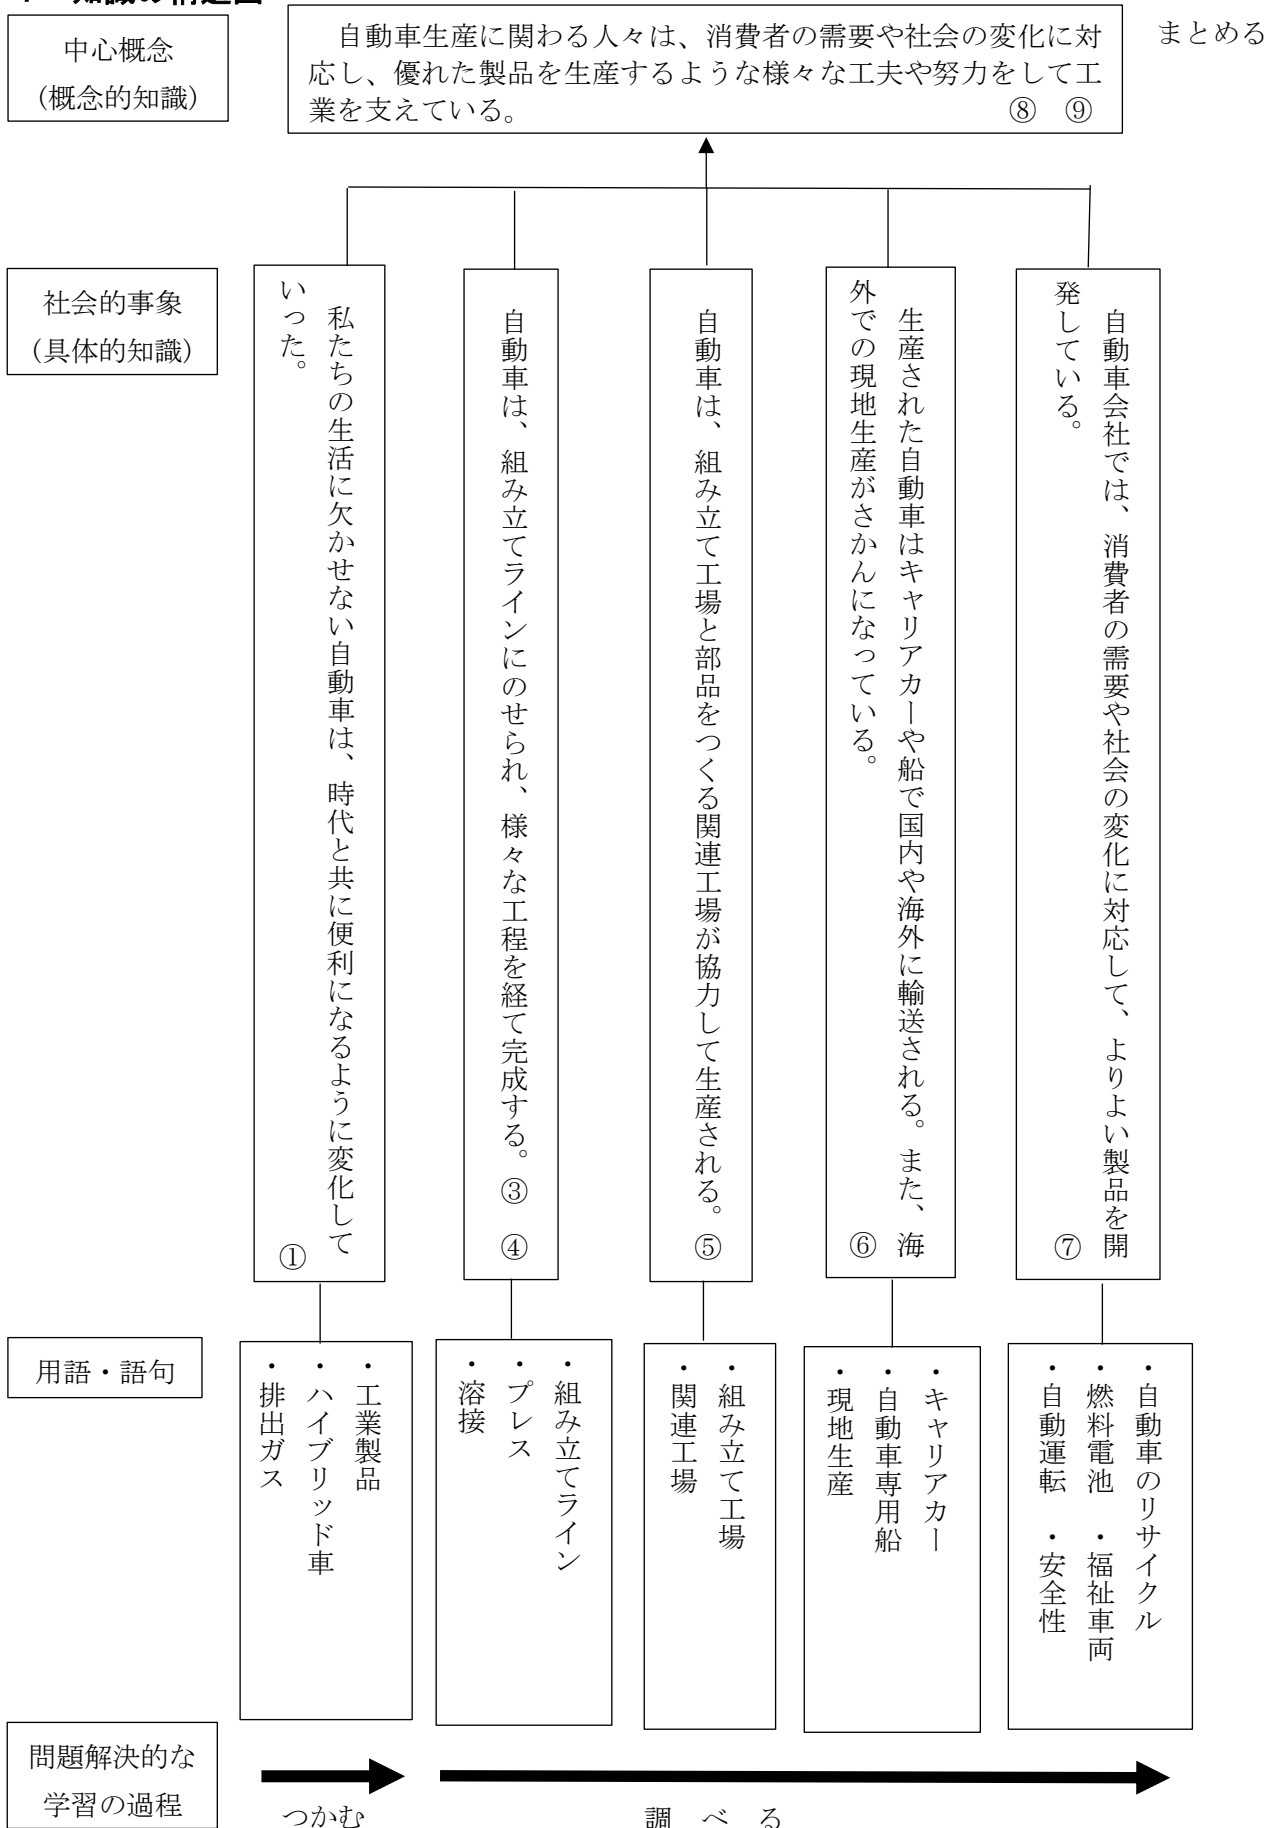 中心概念
(概念的知識)
自動車生産に関わる人々は、消費者の需要や社会の変化に対
応し、優れた製品を生産するような様々な工夫や努力をして工
業を支えている。 ⑧ ⑨
まとめる
社会的事象
(具体的知識)
私たちの生活に欠かせない自動車は、時代と共に便利になるように変化して
いった。 ①
自動車は、組み立てラインにのせられ、様々な工程を経て完成する。③ ④
自動車は、組み立て工場と部品をつくる関連工場が協力して生産される。⑤
生産された自動車はキャリアカーや船で国内や海外に輸送される。また、海
外での現地生産がさかんになっている。 ⑥
自動車会社では、消費者の需要や社会の変化に対応して、よりよい製品を開
発している。 ⑦
用語・語句
・工業製品
・ハイブリッド車
・排出ガス
・組み立てライン
・プレス
・溶接
・組み立て工場
・関連工場
・キャリアカー
・自動車専用船
・現地生産
・自動車のリサイクル
・燃料電池 ・福祉車両
・自動運転 ・安全性
問題解決的な
学習の過程
つかむ
調べる